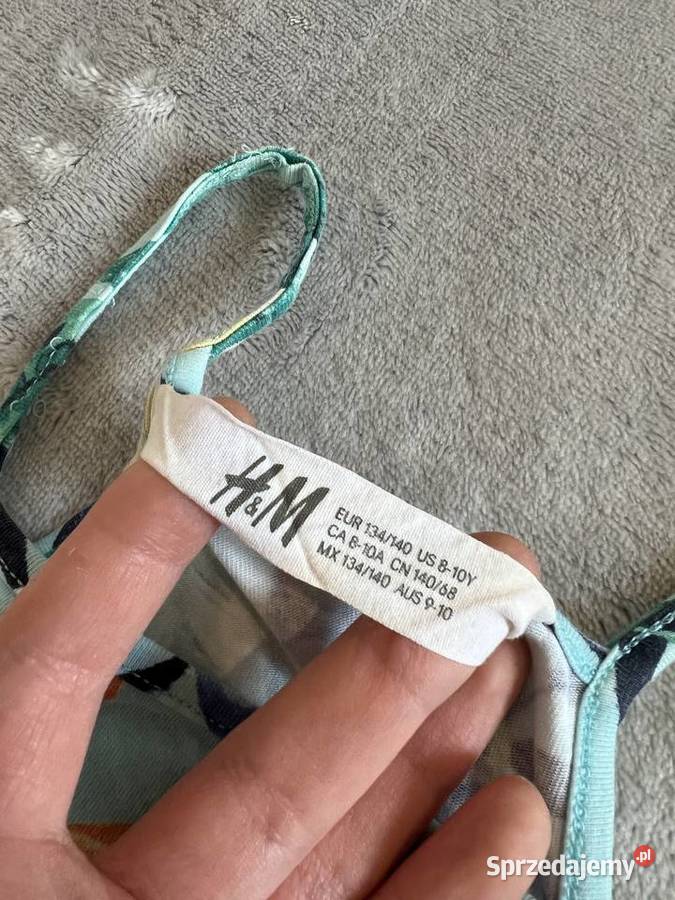 H&M
EUR 134/140 US 8-10Y
CA 8-10A CN 140/68
MX 134/140 AUS 9-10
Sprzedajemy.pl